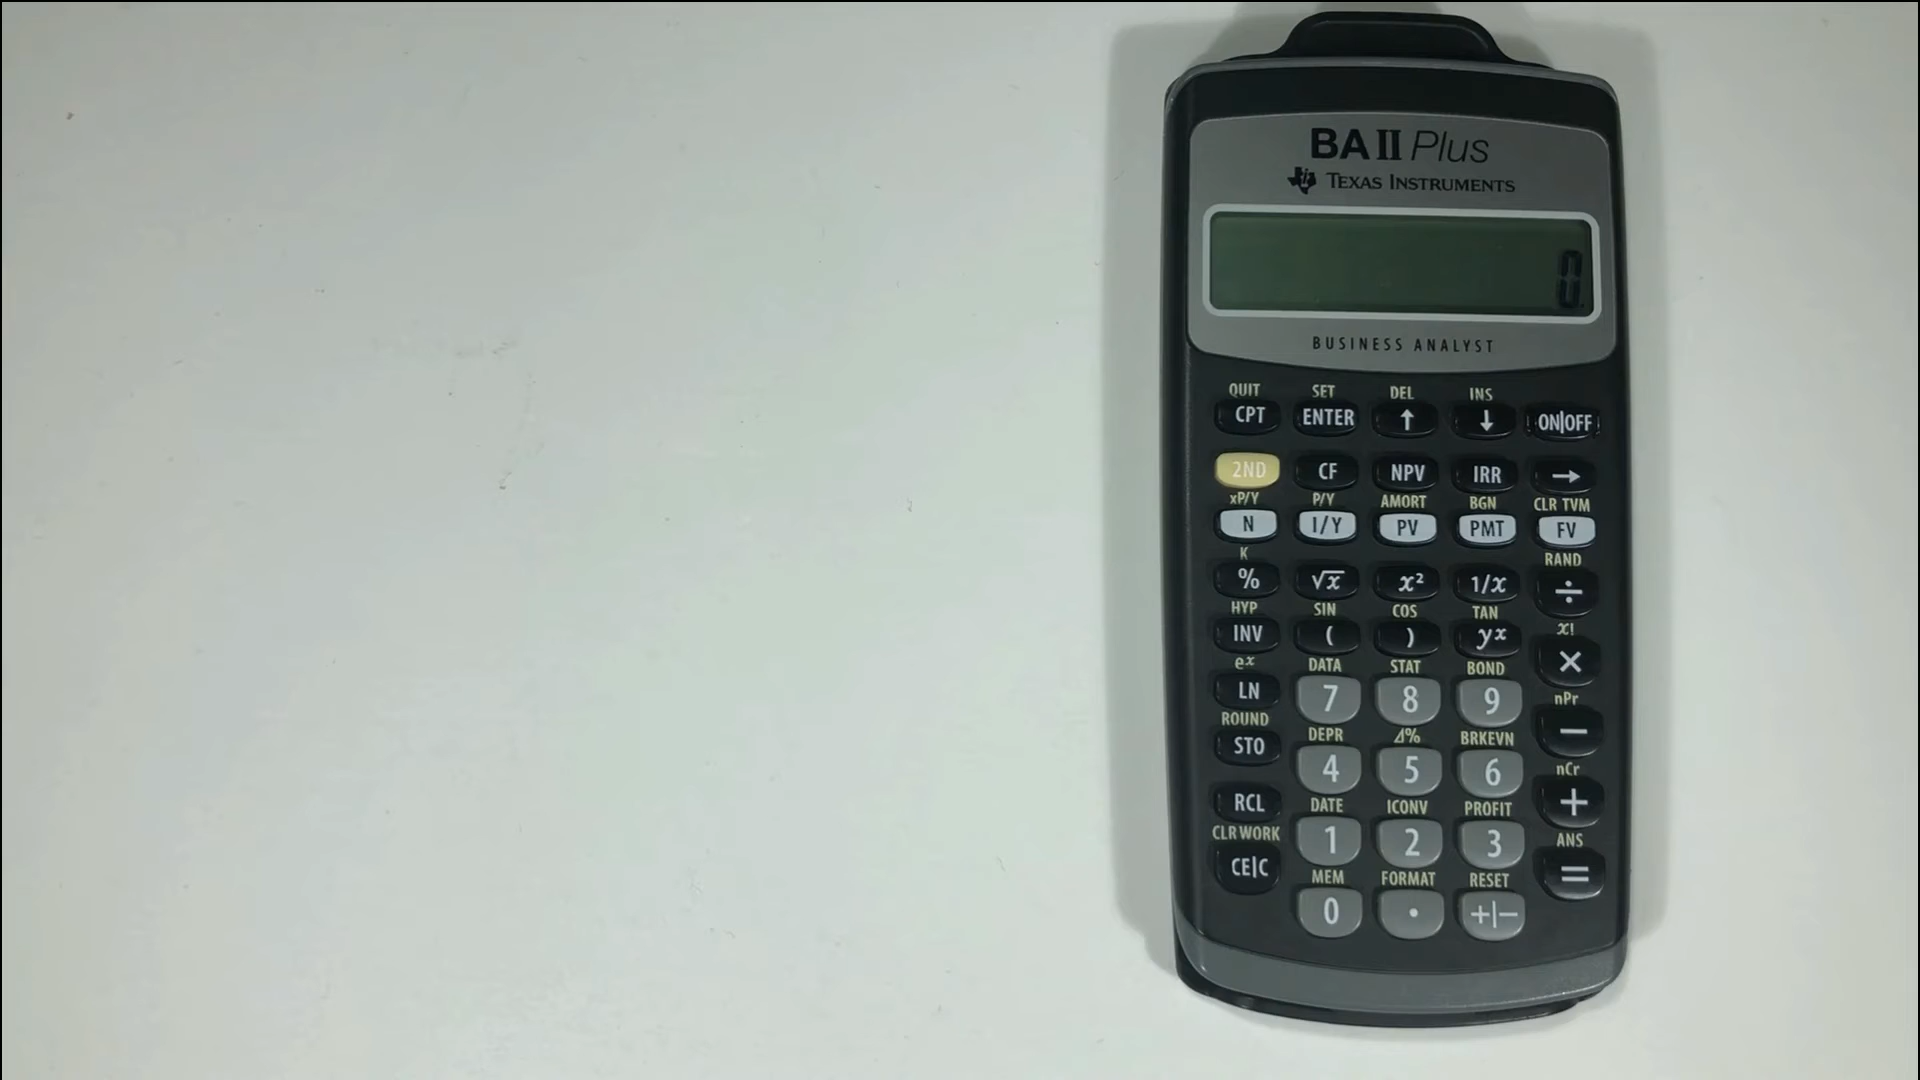 BA II Plus
TEXAS INSTRUMENTS
0.
BUSINESS ANALYST
QUIT SET DEL INS
CPT ENTER ↑ ↓ ON|OFF
2ND CF NPV IRR →
xP/Y P/Y AMORT BGN CLR TVM
N I/Y PV PMT FV
K RAND
% √x x² 1/x ÷
HYP SIN COS TAN x!
INV ( ) yˣ ×
eˣ DATA STAT BOND nPr
LN 7 8 9 −
ROUND DEPR Δ% BRKEVN nCr
STO 4 5 6 +
RCL DATE ICONV PROFIT ANS
CLR WORK 1 2 3 =
CE|C MEM FORMAT RESET
0 . +|−